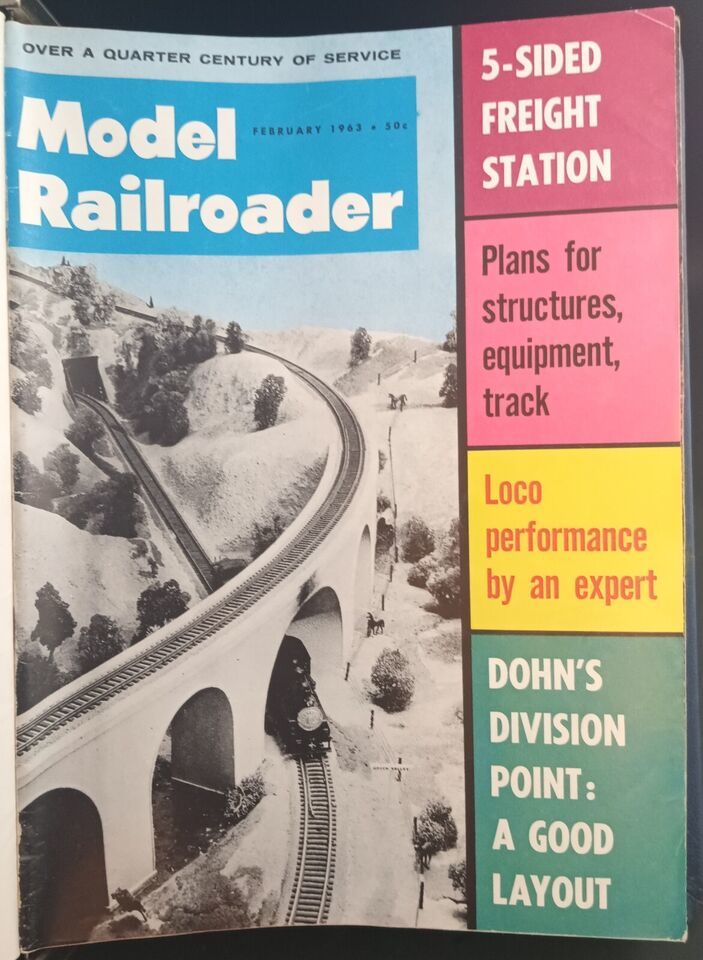 OVER A QUARTER CENTURY OF SERVICE
Model
FEBRUARY 1963 • 50¢
Railroader
5-SIDED
FREIGHT
STATION
Plans for
structures,
equipment,
track
Loco
performance
by an expert
DOHN'S
DIVISION
POINT:
A GOOD
LAYOUT